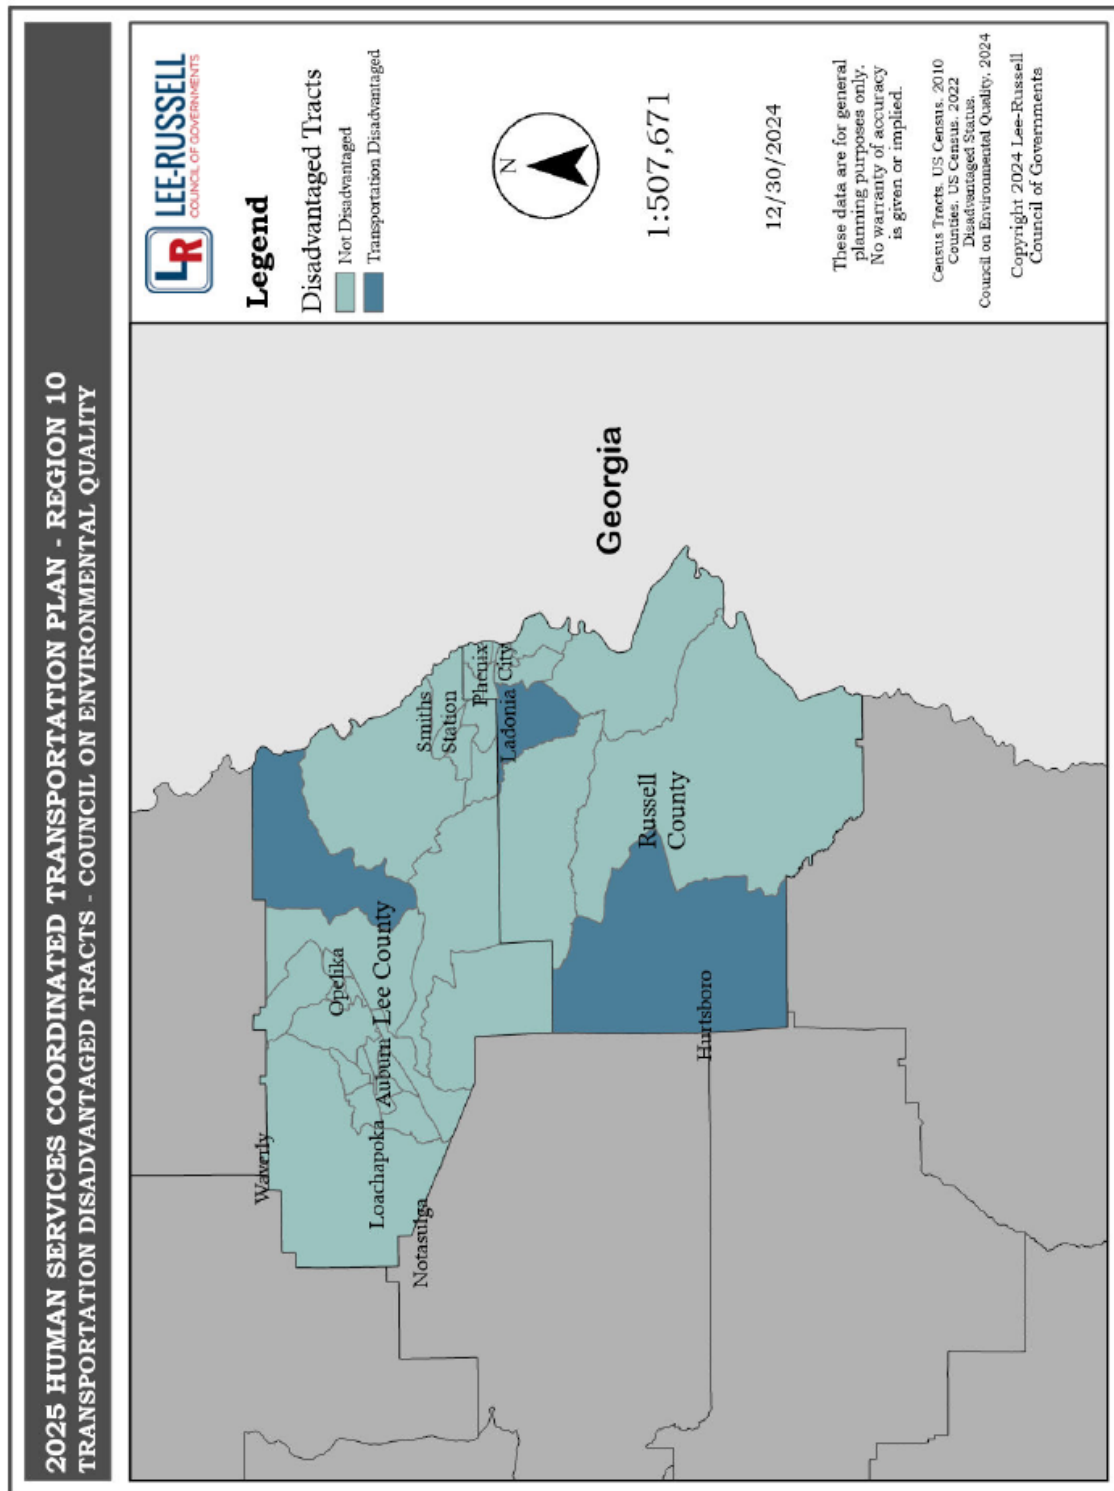 2025 HUMAN SERVICES COORDINATED TRANSPORTATION PLAN - REGION 10
TRANSPORTATION DISADVANTAGED TRACTS - COUNCIL ON ENVIRONMENTAL QUALITY
LR
LEE-RUSSELL
COUNCIL OF GOVERNMENTS
Legend
Disadvantaged Tracts
Not Disadvantaged
Transportation Disadvantaged
N
1:507,671
12/30/2024
These data are for general
planning purposes only.
No warranty of accuracy
is given or implied.
Census Tracts. US Census. 2010
Counties. US Census. 2022
Disadvantaged Status.
Council on Environmental Quality. 2024
Copyright 2024 Lee-Russell
Council of Governments
Waverly
Opelika
Loachapoka
Auburn
Lee County
Notasulga
Smiths
Station
Phenix
City
Ladonia
Georgia
Russell
County
Hurtsboro